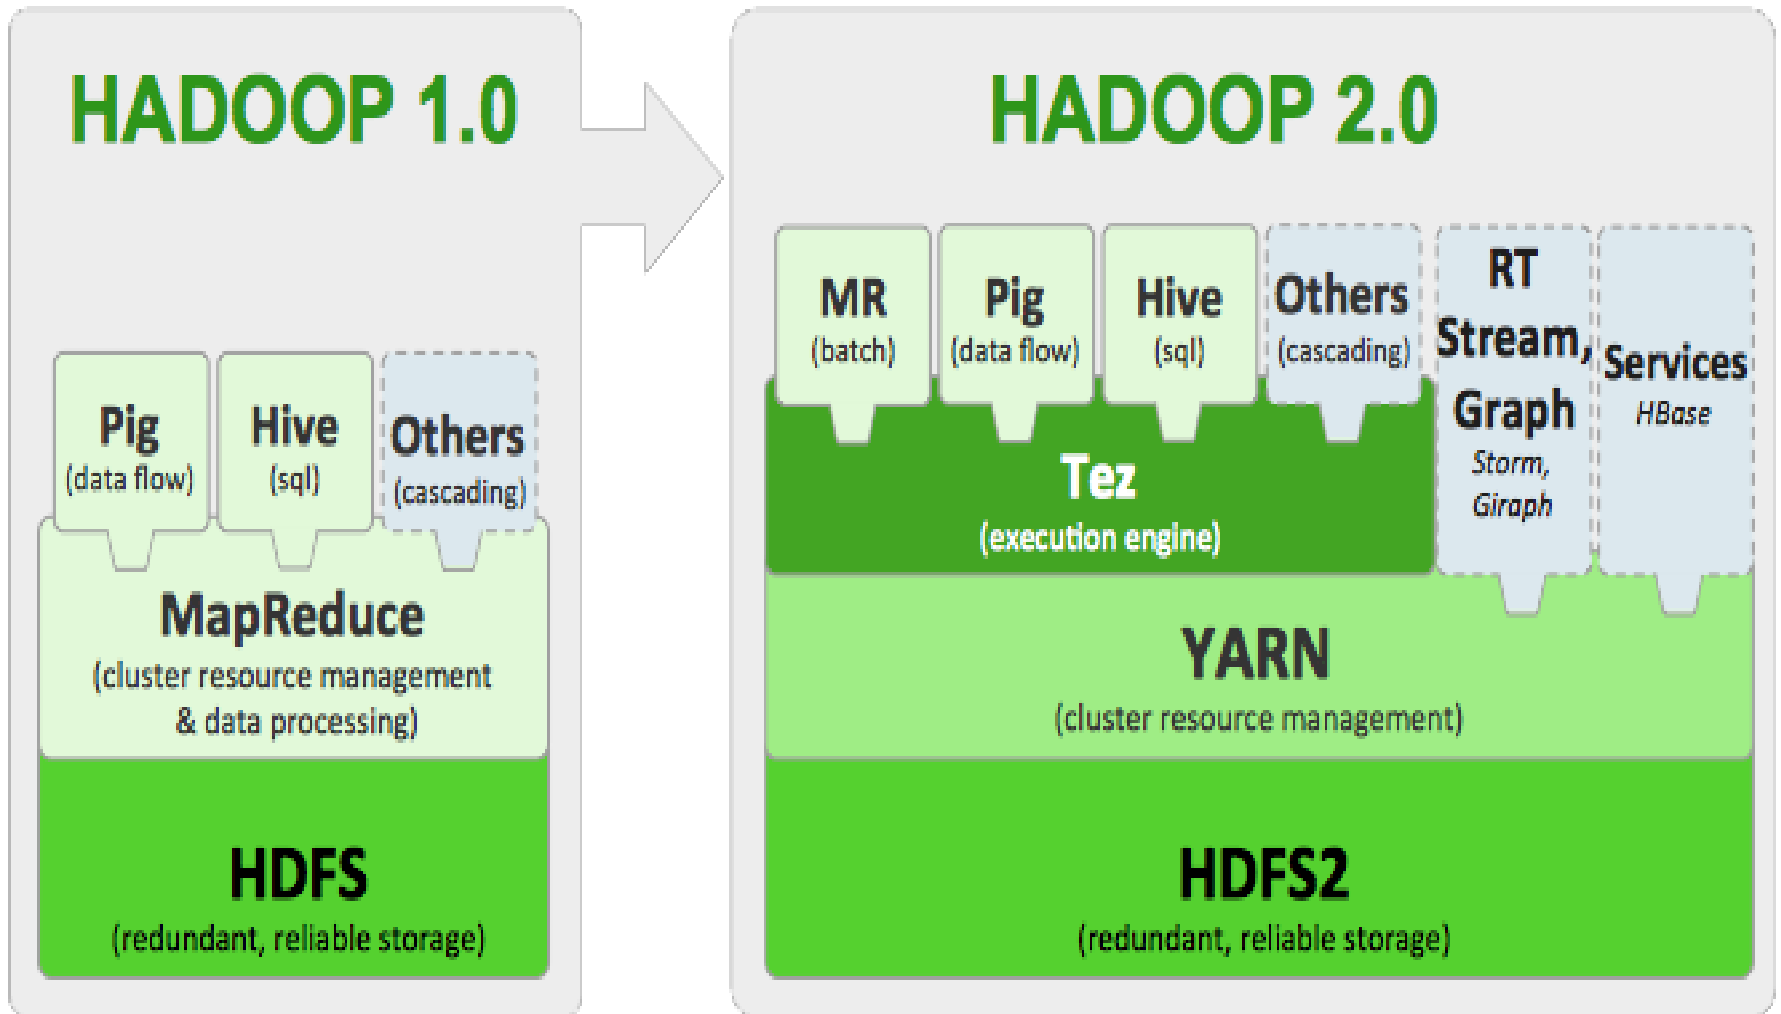 HADOOP 1.0
Pig
(data flow)
Hive
(sql)
Others
(cascading)
MapReduce
(cluster resource management
& data processing)
HDFS
(redundant, reliable storage)
HADOOP 2.0
MR
(batch)
Pig
(data flow)
Hive
(sql)
Others
(cascading)
RT
Stream,
Graph
Storm,
Giraph
Services
HBase
Tez
(execution engine)
YARN
(cluster resource management)
HDFS2
(redundant, reliable storage)